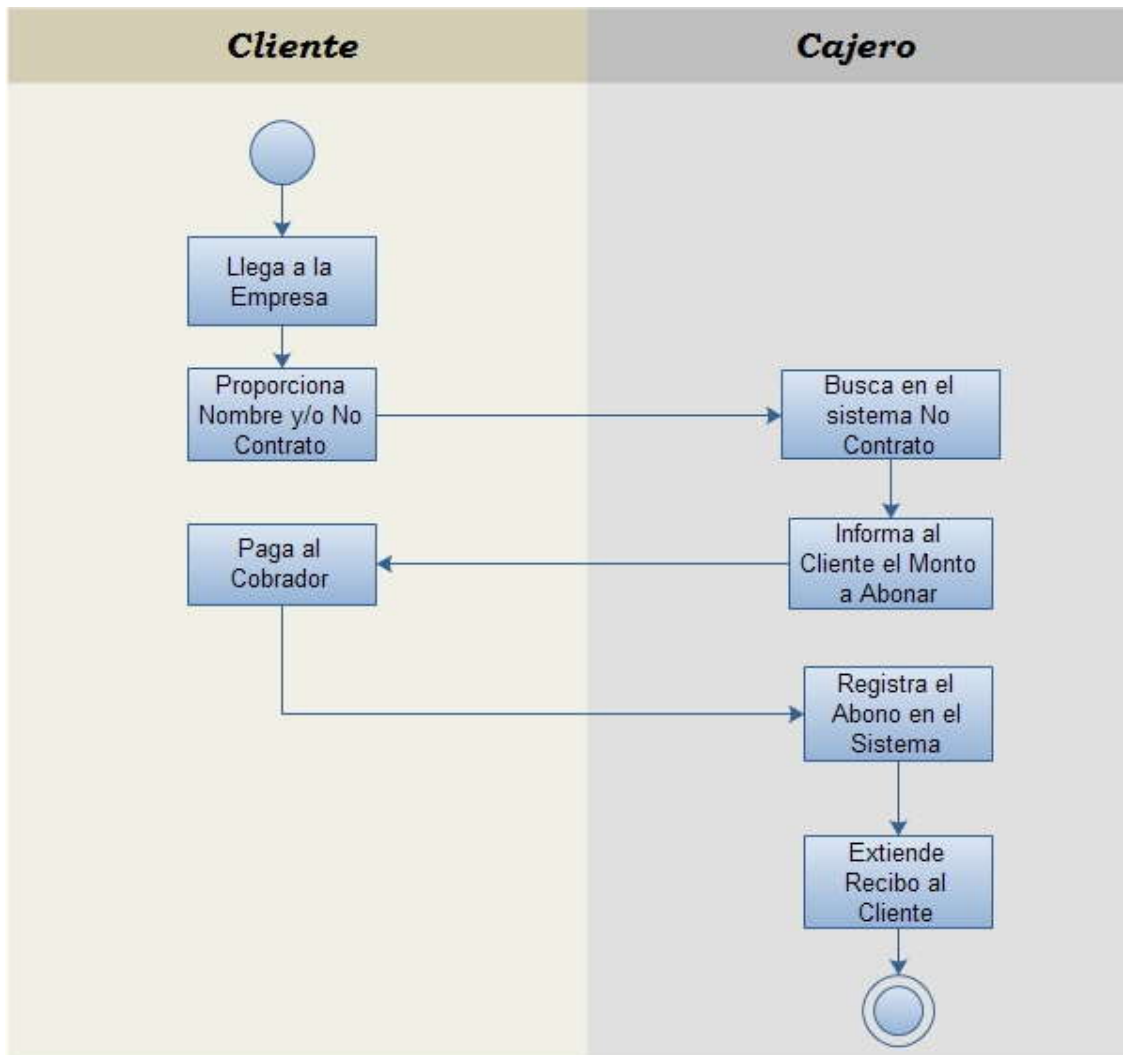 Cliente
Cajero
Llega a la
Empresa
Proporciona
Nombre y/o No
Contrato
Busca en el
sistema No
Contrato
Informa al
Cliente el Monto
a Abonar
Paga al
Cobrador
Registra el
Abono en el
Sistema
Extiende
Recibo al
Cliente